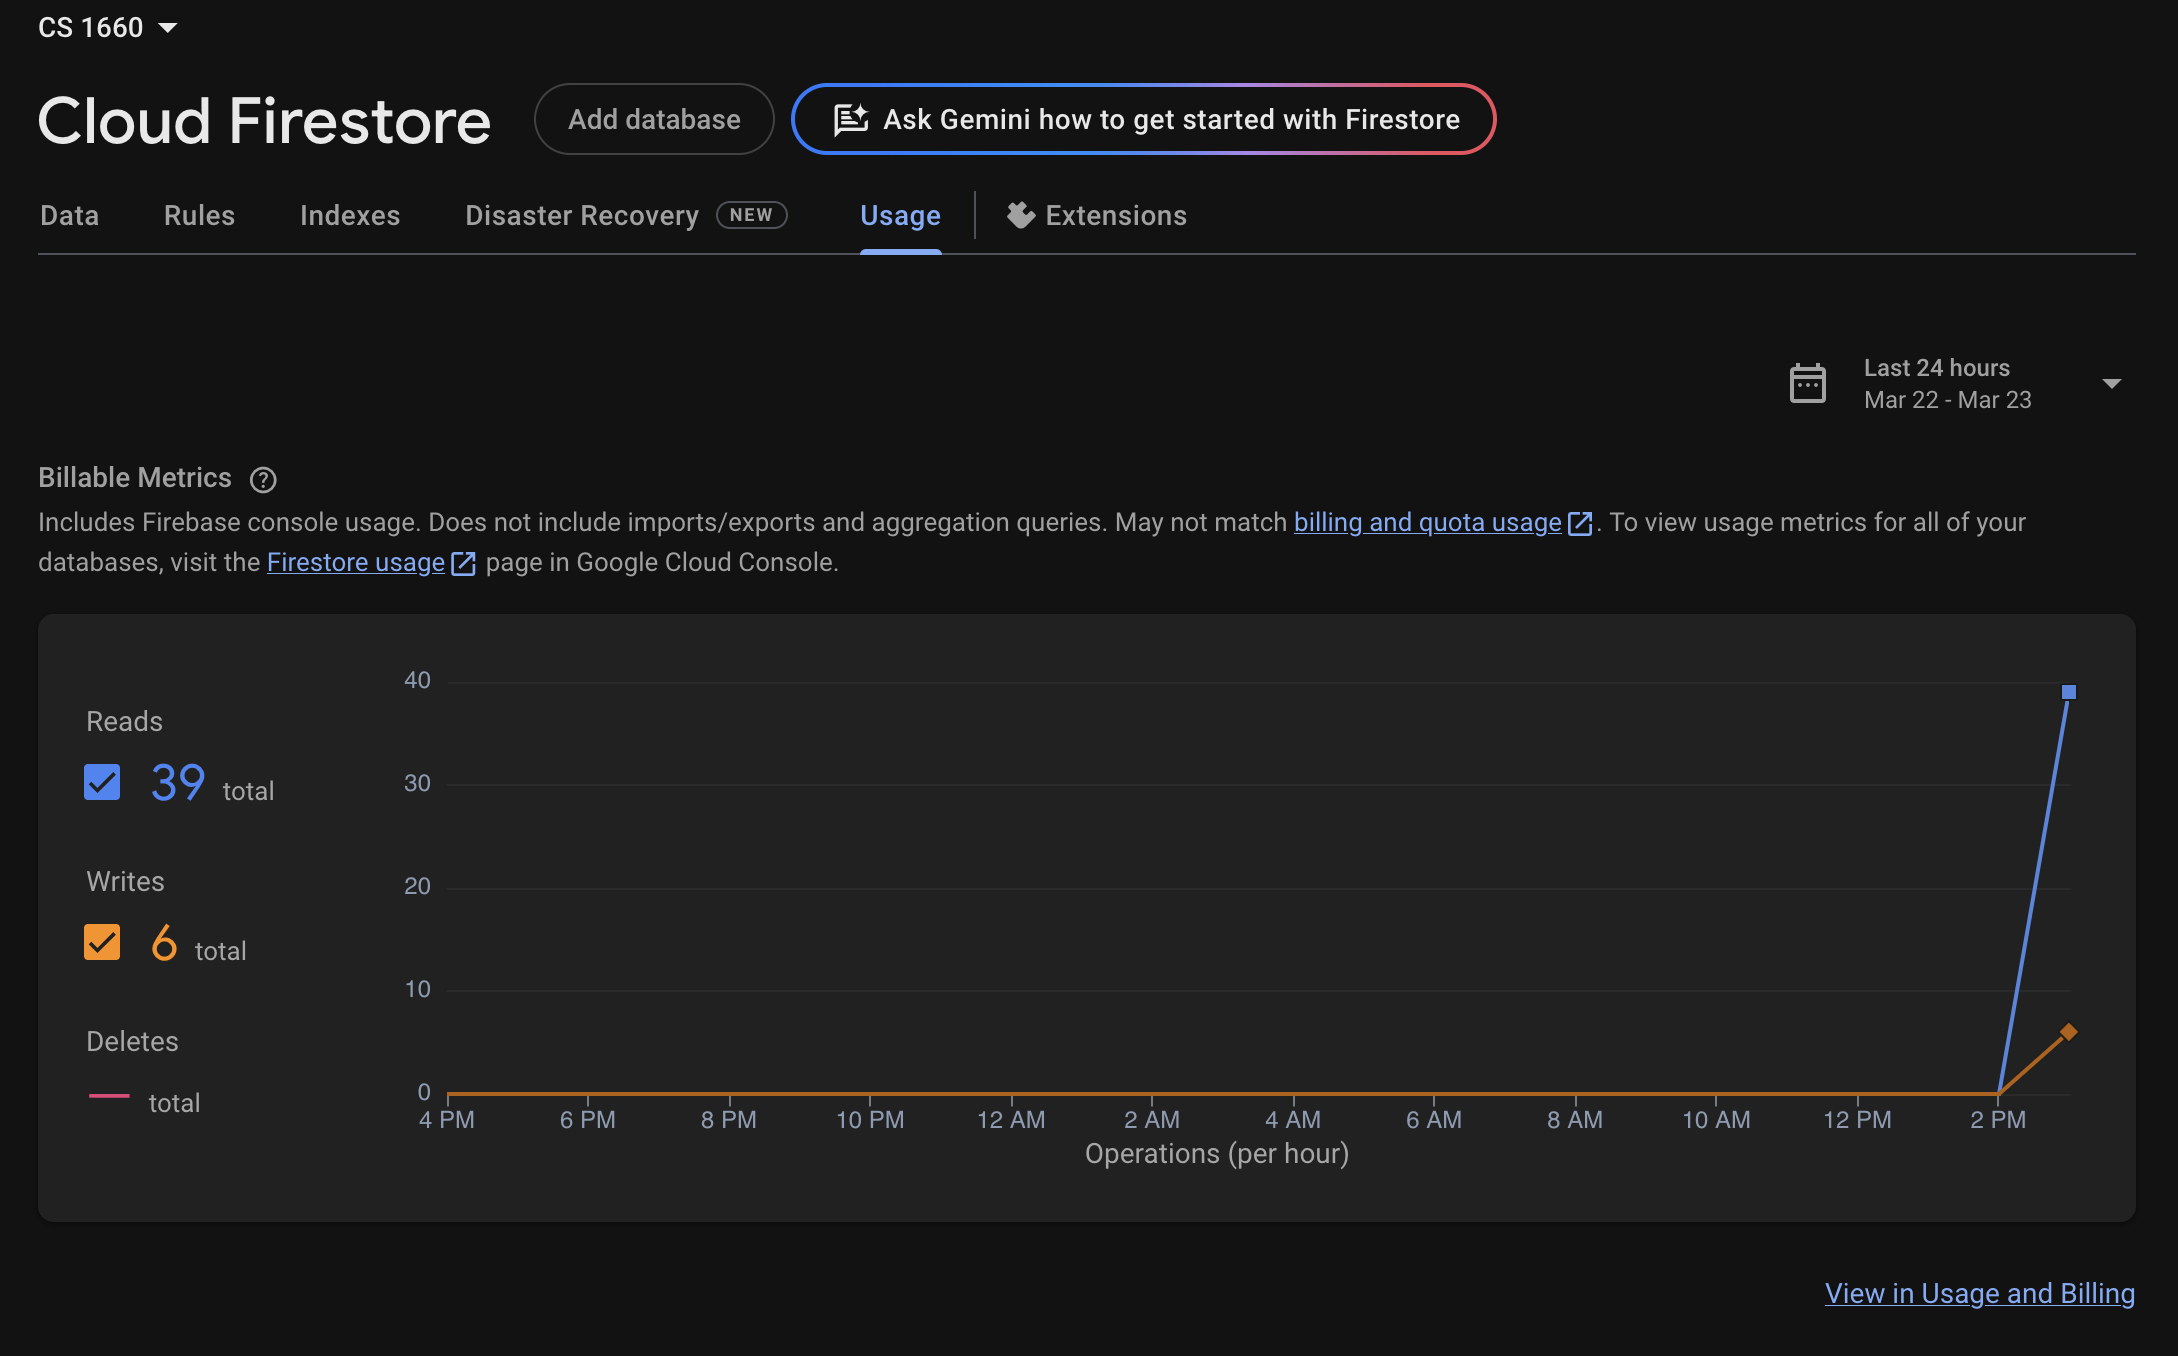 CS 1660
Cloud Firestore
Add database
Ask Gemini how to get started with Firestore
Data
Rules
Indexes
Disaster Recovery NEW
Usage
Extensions
Last 24 hours
Mar 22 - Mar 23
Billable Metrics
Includes Firebase console usage. Does not include imports/exports and aggregation queries. May not match billing and quota usage. To view usage metrics for all of your
databases, visit the Firestore usage page in Google Cloud Console.
Reads
39 total
Writes
6 total
Deletes
total
40
30
20
10
0
4 PM
6 PM
8 PM
10 PM
12 AM
2 AM
4 AM
6 AM
8 AM
10 AM
12 PM
2 PM
Operations (per hour)
View in Usage and Billing